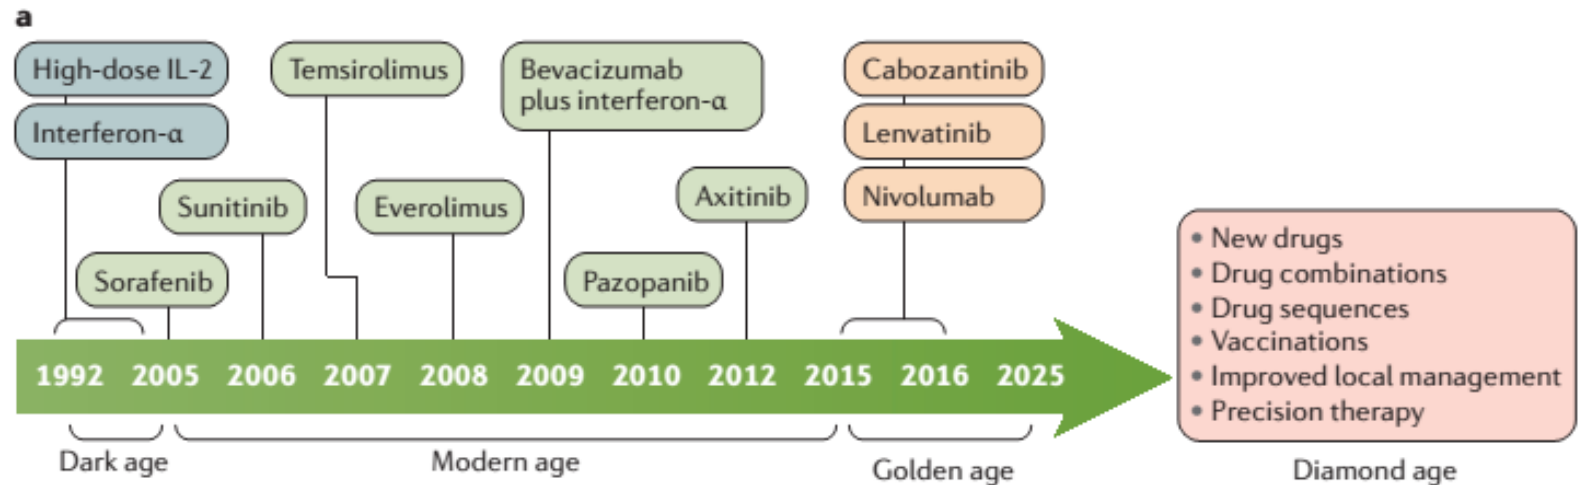 a
High-dose IL-2
Interferon-α
Temsirolimus
Bevacizumab
plus interferon-α
Cabozantinib
Lenvatinib
Nivolumab
Sunitinib
Everolimus
Axitinib
Sorafenib
Pazopanib
1992 2005 2006 2007 2008 2009 2010 2012 2015 2016 2025
Dark age
Modern age
Golden age
• New drugs
• Drug combinations
• Drug sequences
• Vaccinations
• Improved local management
• Precision therapy
Diamond age